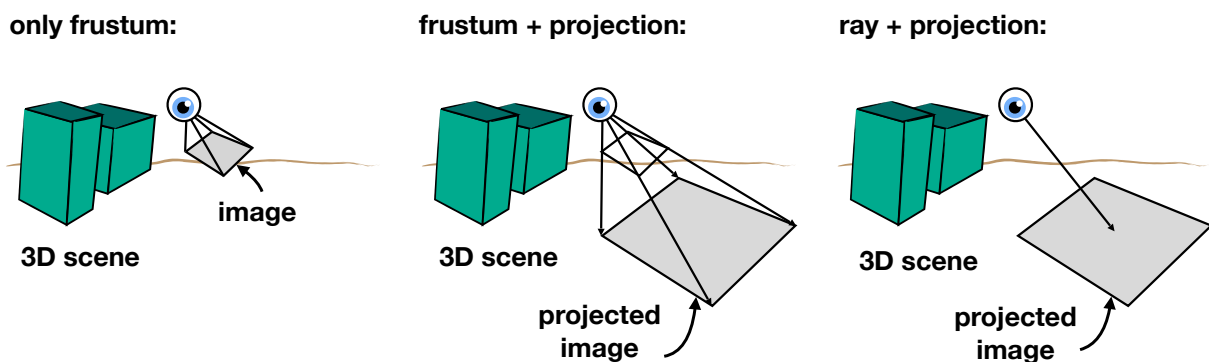 only frustum:
image
3D scene
frustum + projection:
3D scene
projected
image
ray + projection:
3D scene
projected
image